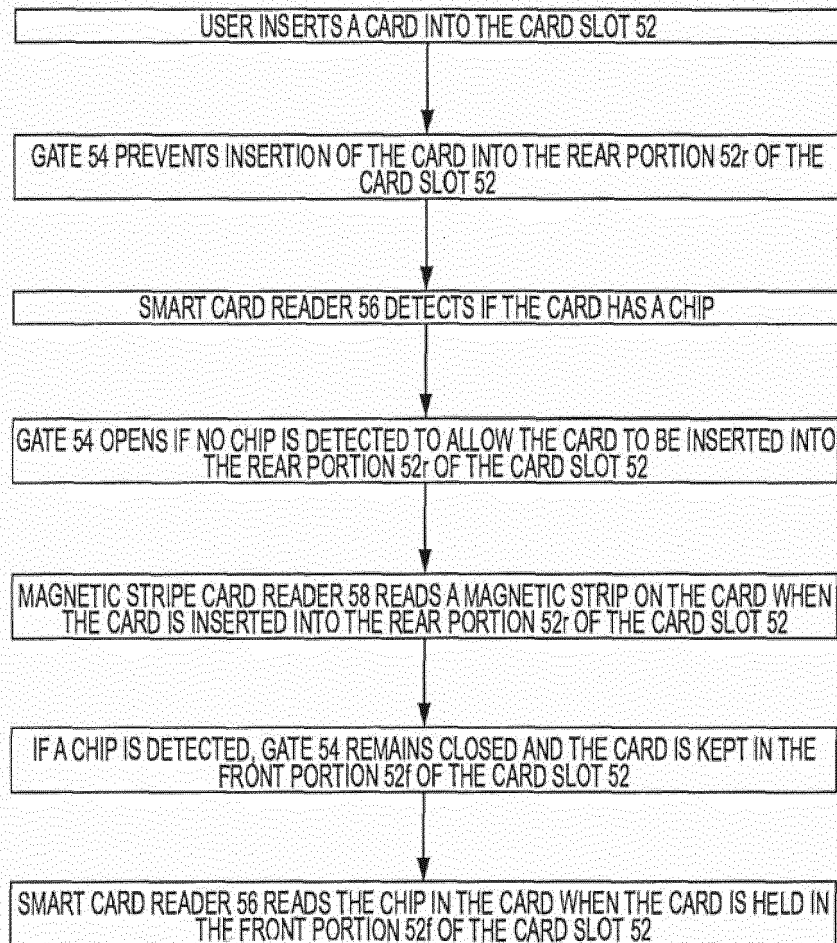 USER INSERTS A CARD INTO THE CARD SLOT 52
GATE 54 PREVENTS INSERTION OF THE CARD INTO THE REAR PORTION 52r OF THE
CARD SLOT 52
SMART CARD READER 56 DETECTS IF THE CARD HAS A CHIP
GATE 54 OPENS IF NO CHIP IS DETECTED TO ALLOW THE CARD TO BE INSERTED INTO
THE REAR PORTION 52r OF THE CARD SLOT 52
MAGNETIC STRIPE CARD READER 58 READS A MAGNETIC STRIP ON THE CARD WHEN
THE CARD IS INSERTED INTO THE REAR PORTION 52r OF THE CARD SLOT 52
IF A CHIP IS DETECTED, GATE 54 REMAINS CLOSED AND THE CARD IS KEPT IN THE
FRONT PORTION 52f OF THE CARD SLOT 52
SMART CARD READER 56 READS THE CHIP IN THE CARD WHEN THE CARD IS HELD IN
THE FRONT PORTION 52f OF THE CARD SLOT 52